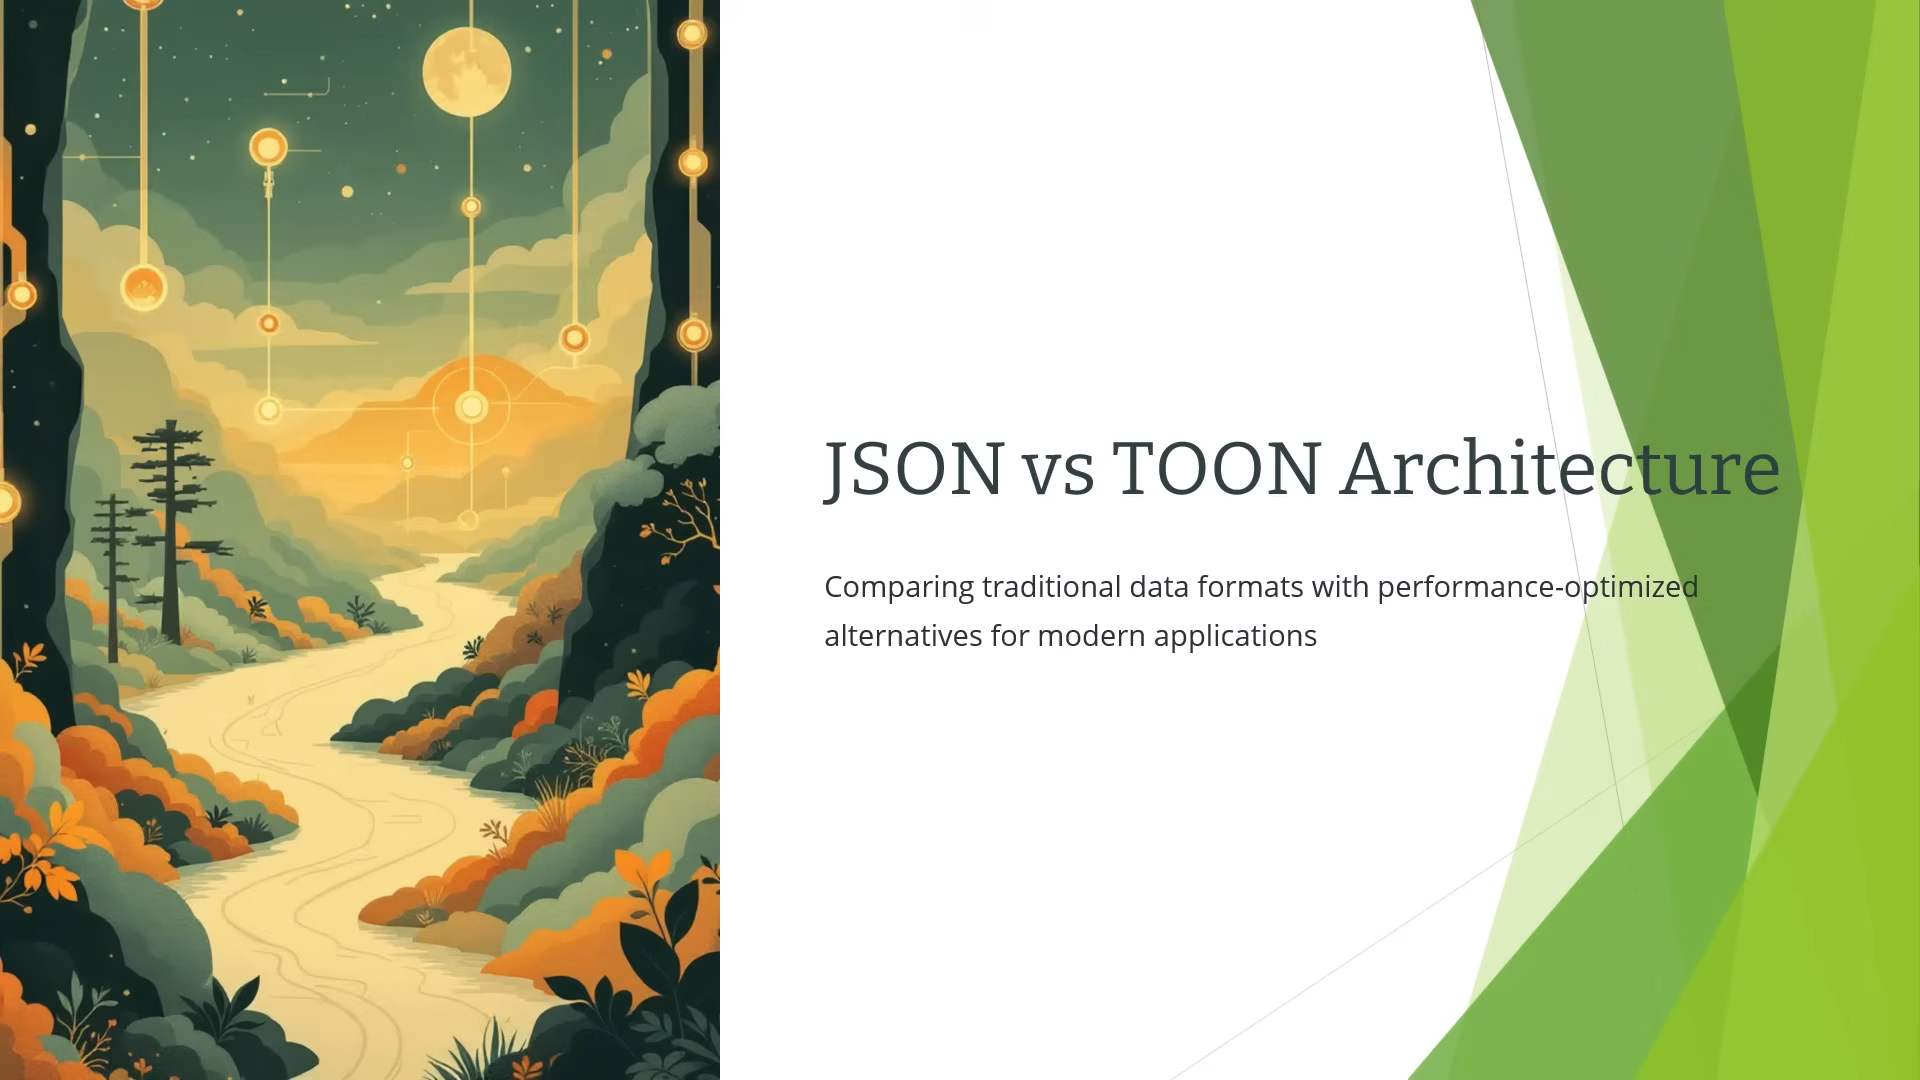 JSON vs TOON Architecture
Comparing traditional data formats with performance-optimized
alternatives for modern applications